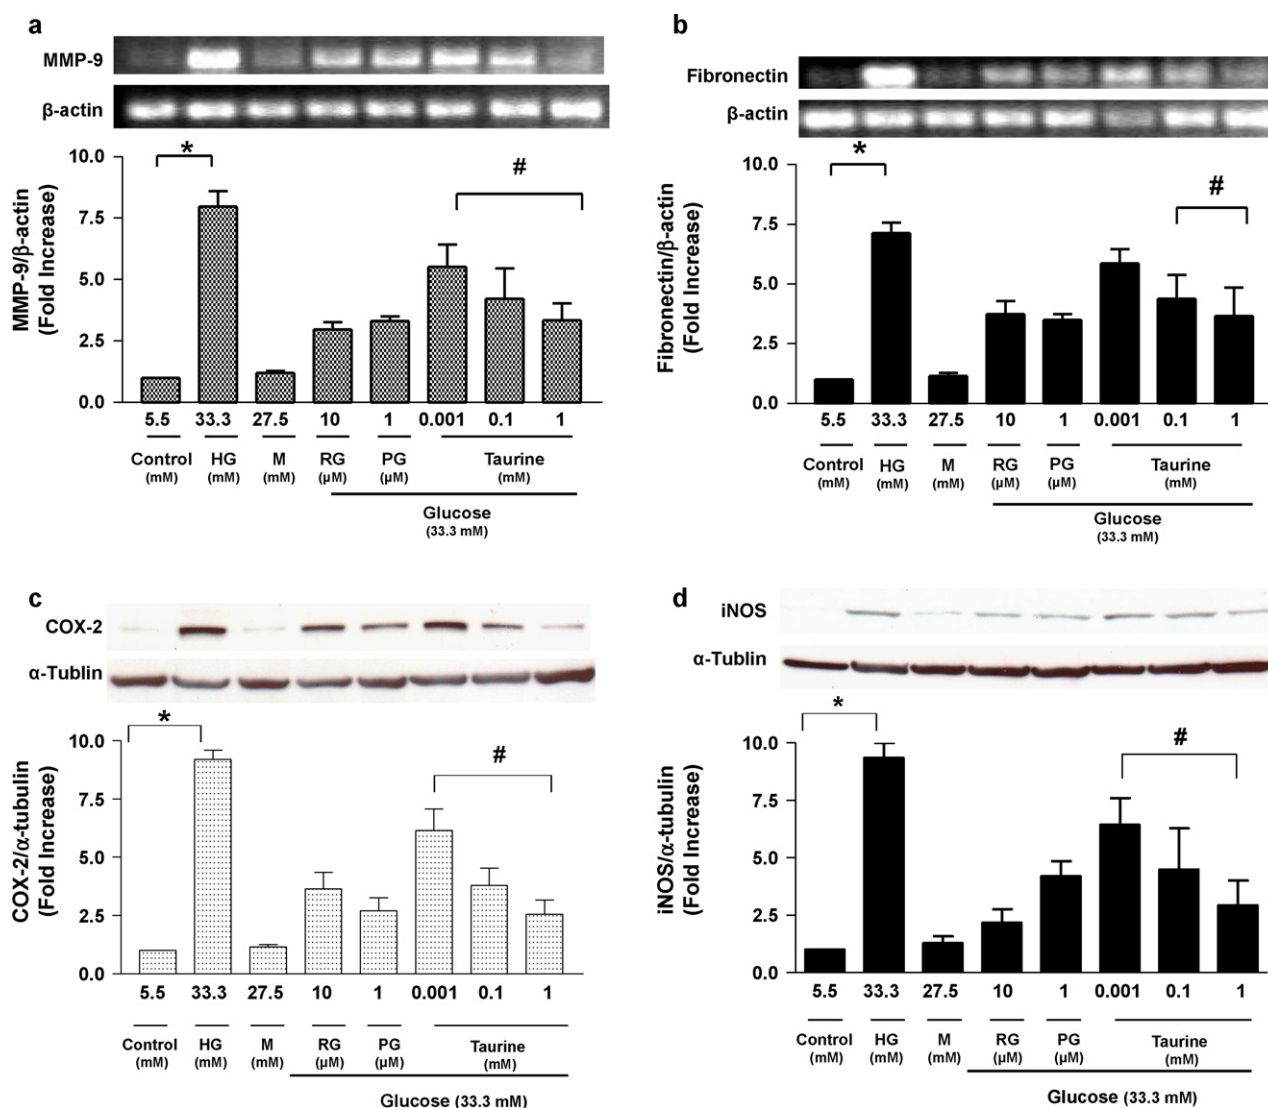 a
MMP-9
β-actin
*
#
MMP-9/β-actin
(Fold Increase)
10.0
7.5
5.0
2.5
0.0
5.5 33.3 27.5 10 1 0.001 0.1 1
Control HG M RG PG Taurine
(mM) (mM) (mM) (μM) (μM) (mM)
Glucose
(33.3 mM)
b
Fibronectin
β-actin
*
#
Fibronectin/β-actin
(Fold Increase)
10.0
7.5
5.0
2.5
0.0
5.5 33.3 27.5 10 1 0.001 0.1 1
Control HG M RG PG Taurine
(mM) (mM) (mM) (μM) (μM) (mM)
Glucose
(33.3 mM)
c
COX-2
α-Tublin
*
#
COX-2/α-tubulin
(Fold Increase)
10.0
7.5
5.0
2.5
0.0
5.5 33.3 27.5 10 1 0.001 0.1 1
Control HG M RG PG Taurine
(mM) (mM) (mM) (μM) (μM) (mM)
Glucose (33.3 mM)
d
iNOS
α-Tublin
*
#
iNOS/α-tubulin
(Fold Increase)
10.0
7.5
5.0
2.5
0.0
5.5 33.3 27.5 10 1 0.001 0.1 1
Control HG M RG PG Taurine
(mM) (mM) (mM) (μM) (μM) (mM)
Glucose (33.3 mM)